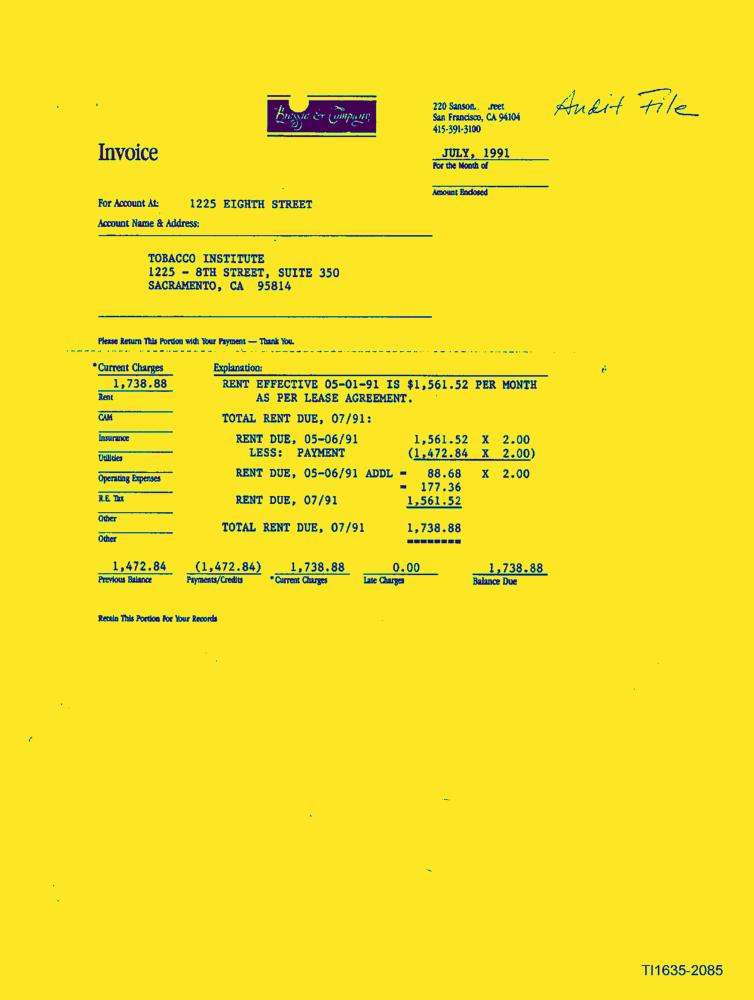 & Company
220
San Francisco, CA 94104
415-391-3100
Audit File
Invoice
JULY, 1991
For the Month of
Amount Enclosed
For Account At: 1225 EIGHTH STREET
Account Name & Address:
TOBACCO INSTITUTE
1225 - 8TH STREET, SUITE 350
SACRAMENTO, CA 95814
Please Return This Portion with Your Payment — Thank You.
*Current Charges Explanation:
1,738.88 RENT EFFECTIVE 05-01-91 IS $1,561.52 PER MONTH
Rent AS PER LEASE AGREEMENT.
CAM TOTAL RENT DUE, 07/91:
Insurance RENT DUE, 05-06/91 1,561.52 X 2.00
Utilities LESS: PAYMENT (1,472.84 X 2.00)
Operating Expenses RENT DUE, 05-06/91 ADDL = 88.68 X 2.00
= 177.36
R.E. Tax RENT DUE, 07/91 1,561.52
Other
TOTAL RENT DUE, 07/91 1,738.88
Other ========
1,472.84 (1,472.84) 1,738.88 0.00 1,738.88
Previous Balance Payments/Credits *Current Charges Late Charges Balance Due
Retain This Portion For Your Records
TI1635-2085